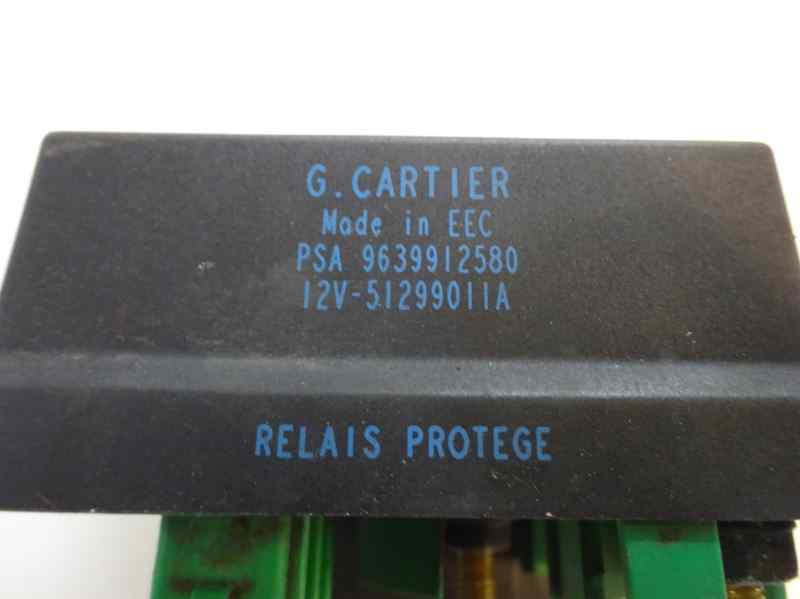 G.CARTIER
Made in EEC
PSA 9639912580
12V-51299011A
RELAIS PROTEGE